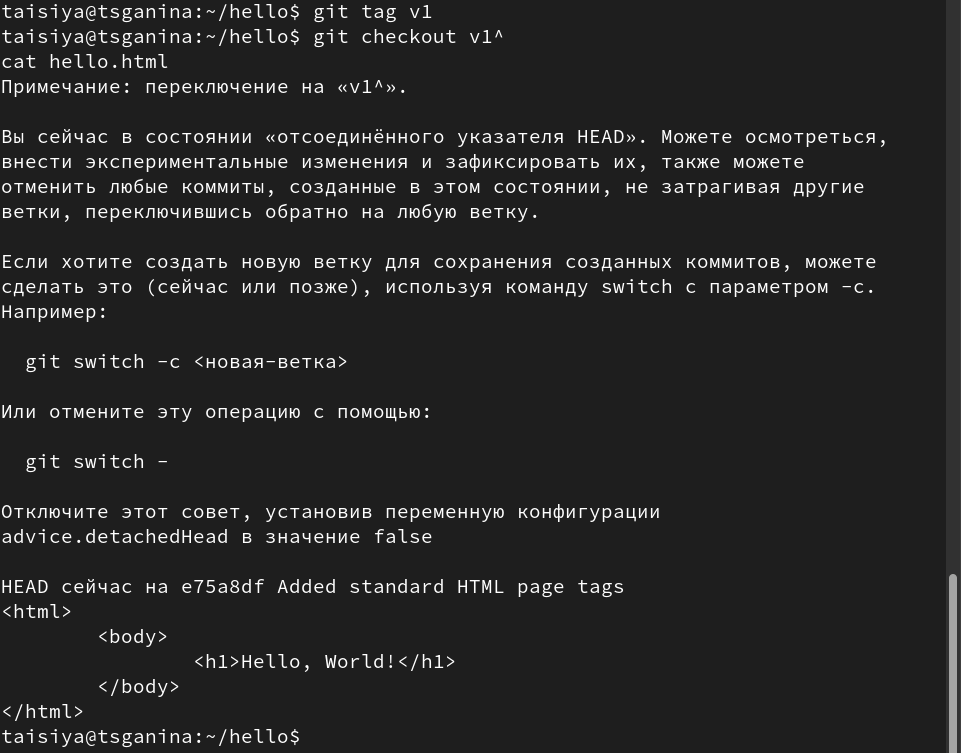 taisiya@tsganina:~/hello$ git tag v1
taisiya@tsganina:~/hello$ git checkout v1^
cat hello.html
Примечание: переключение на «v1^».
Вы сейчас в состоянии «отсоединённого указателя HEAD». Можете осмотреться,
внести экспериментальные изменения и зафиксировать их, также можете
отменить любые коммиты, созданные в этом состоянии, не затрагивая другие
ветки, переключившись обратно на любую ветку.
Если хотите создать новую ветку для сохранения созданных коммитов, можете
сделать это (сейчас или позже), используя команду switch с параметром -c.
Например:
git switch -c <новая-ветка>
Или отмените эту операцию с помощью:
git switch -
Отключите этот совет, установив переменную конфигурации
advice.detachedHead в значение false
HEAD сейчас на e75a8df Added standard HTML page tags
<html>
<body>
<h1>Hello, World!</h1>
</body>
</html>
taisiya@tsganina:~/hello$